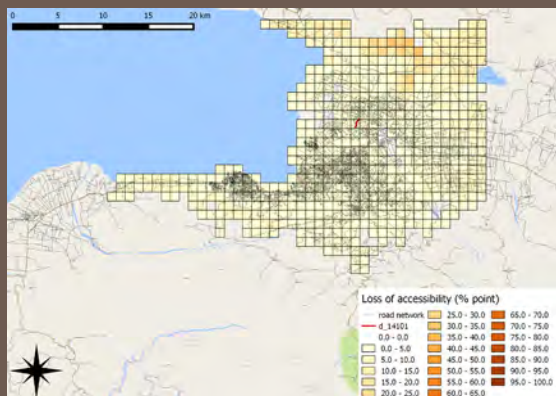 0 5 10 15 20 km
Loss of accessibility (% point)
road network
d_14101
0.0 - 0.0
0.0 - 5.0
5.0 - 10.0
10.0 - 15.0
15.0 - 20.0
20.0 - 25.0
25.0 - 30.0
30.0 - 35.0
35.0 - 40.0
40.0 - 45.0
45.0 - 50.0
50.0 - 55.0
55.0 - 60.0
60.0 - 65.0
65.0 - 70.0
70.0 - 75.0
75.0 - 80.0
80.0 - 85.0
85.0 - 90.0
90.0 - 95.0
95.0 - 100.0